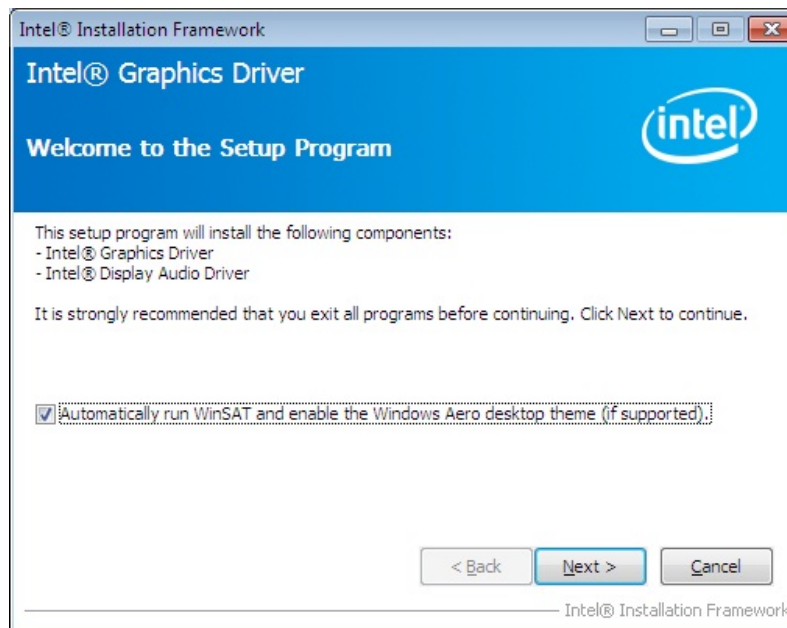 Intel® Installation Framework
Intel® Graphics Driver
Welcome to the Setup Program
intel®
This setup program will install the following components:
- Intel® Graphics Driver
- Intel® Display Audio Driver
It is strongly recommended that you exit all programs before continuing. Click Next to continue.
Automatically run WinSAT and enable the Windows Aero desktop theme (if supported).
< Back
Next >
Cancel
Intel® Installation Framework